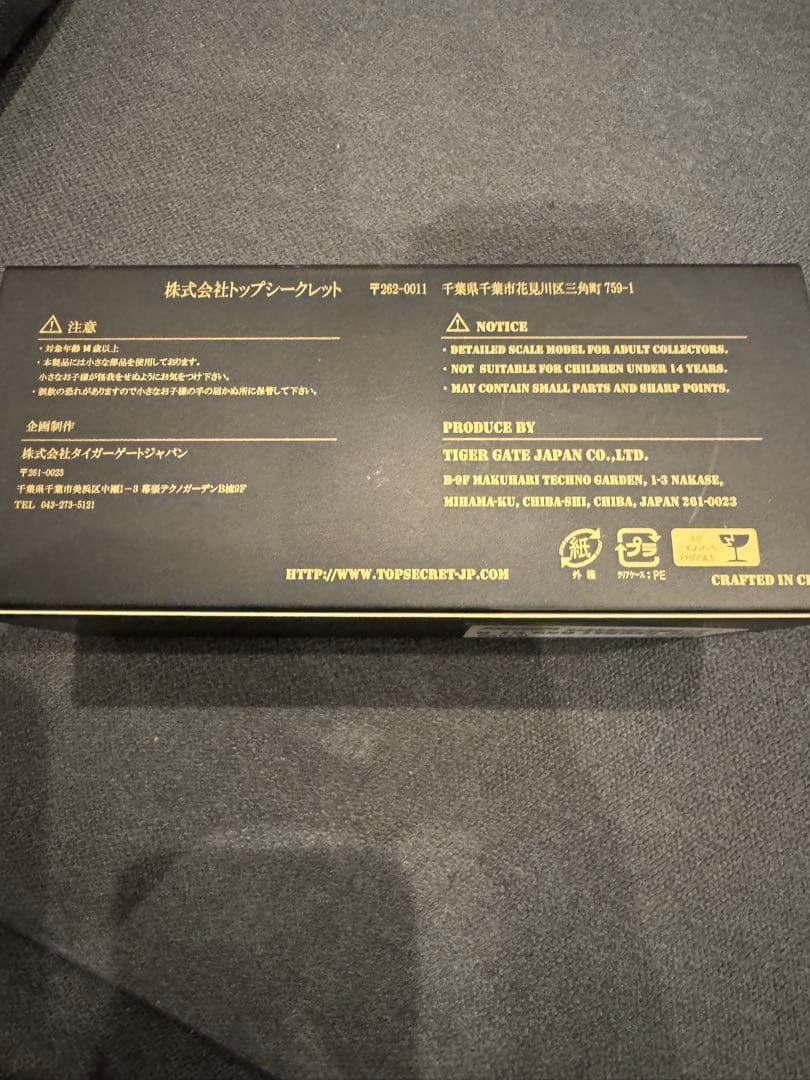 株式会社トップシークレット 〒262-0011 千葉県千葉市花見川区三角町 759-1
⚠ 注意
・対象年齢 14 歳以上
・本製品には小さな部品を使用しております。
小さなお子様が怪我をせぬようにお気をつけ下さい。
・誤飲の恐れがありますので小さなお子様の手の届かぬ所に保管して下さい。
企画制作
株式会社タイガーゲートジャパン
〒261-0023
千葉県千葉市美浜区中瀬1-3 幕張テクノガーデンB棟9F
TEL 043-273-5121
⚠ NOTICE
・DETAILED SCALE MODEL FOR ADULT COLLECTORS.
・NOT SUITABLE FOR CHILDREN UNDER 14 YEARS.
・MAY CONTAIN SMALL PARTS AND SHARP POINTS.
PRODUCE BY
TIGER GATE JAPAN CO.,LTD.
B-9F MAKUHARI TECHNO GARDEN, 1-3 NAKASE,
MIHAMA-KU, CHIBA-SHI, CHIBA, JAPAN 261-0023
紙
外箱
プラ
クリアケース:PE
HTTP://WWW.TOPSECRET-JP.COM
CRAFTED IN